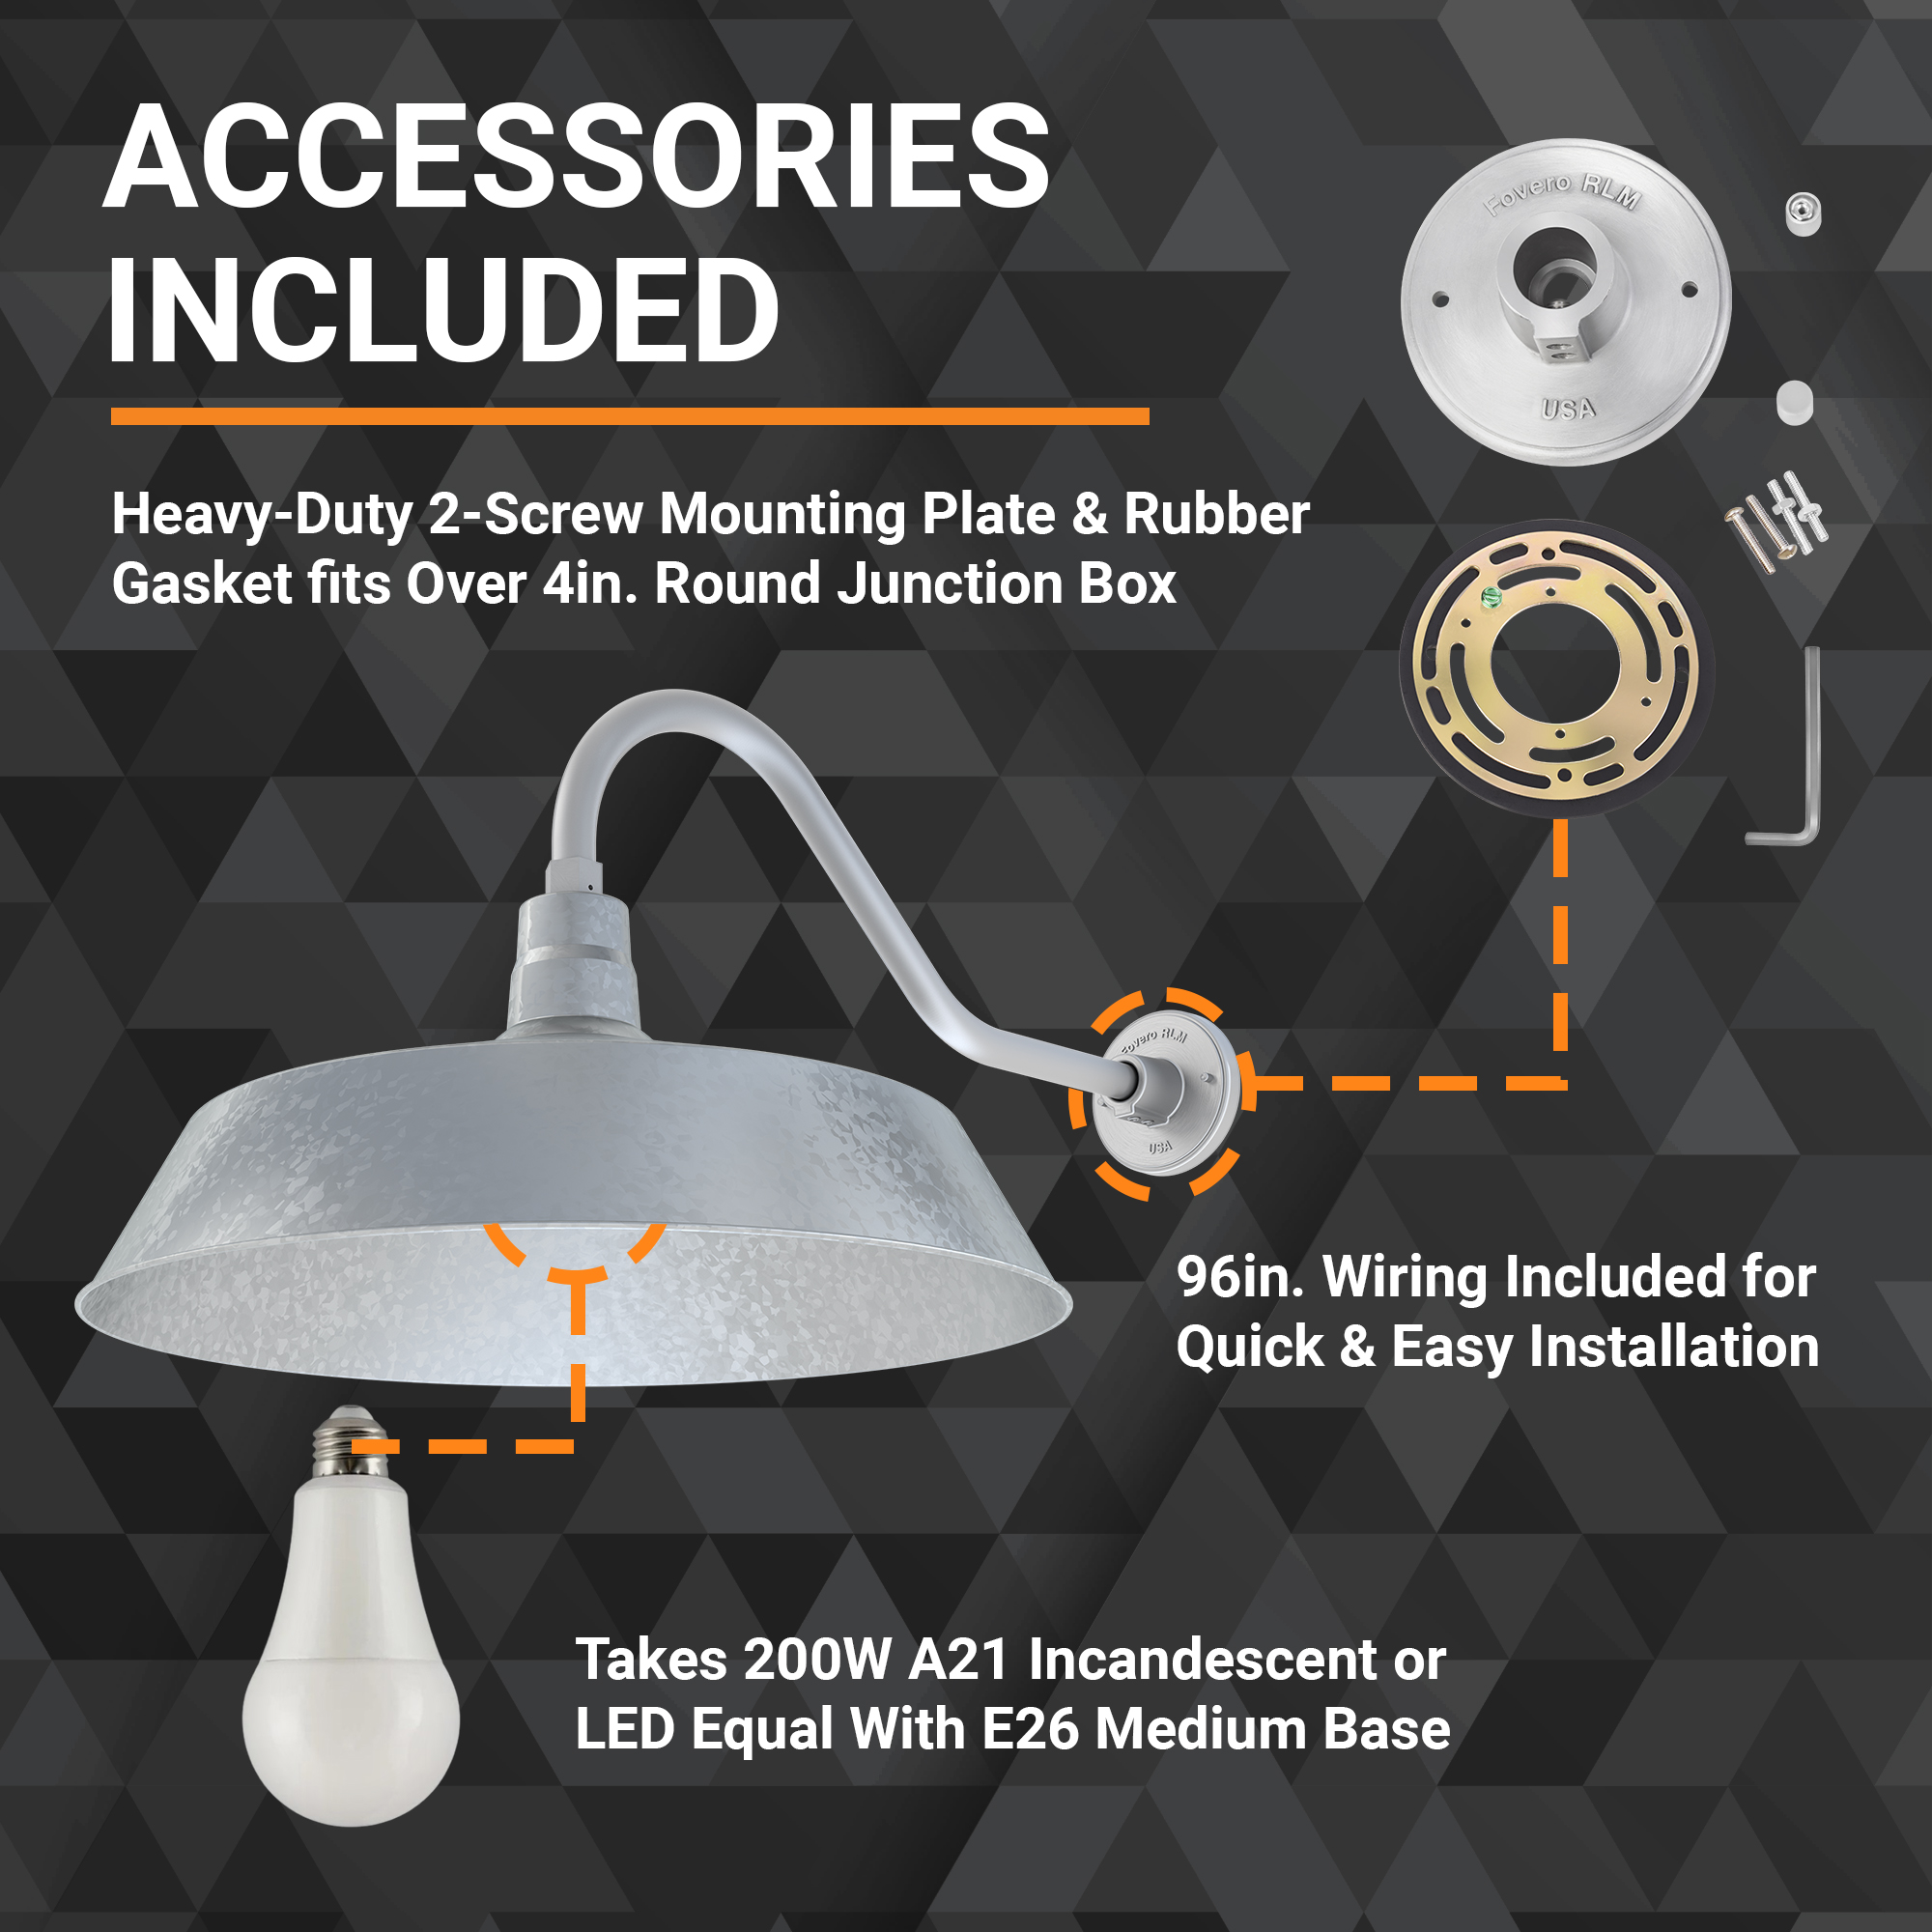 ACCESSORIES
INCLUDED
Heavy-Duty 2-Screw Mounting Plate & Rubber
Gasket fits Over 4in. Round Junction Box
Fovero RLM
USA
Fovero RLM
USA
96in. Wiring Included for
Quick & Easy Installation
Takes 200W A21 Incandescent or
LED Equal With E26 Medium Base